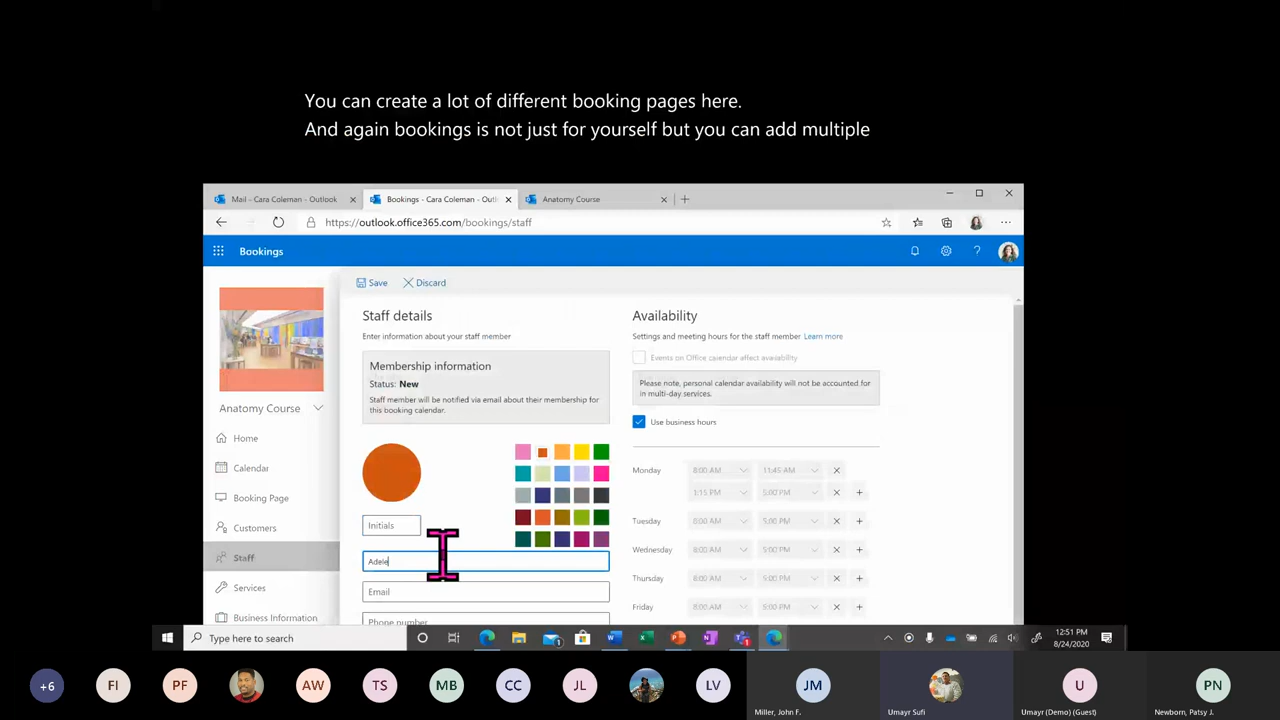 You can create a lot of different booking pages here.
And again bookings is not just for yourself but you can add multiple
Mail - Cara Coleman - Outlook
Bookings - Cara Coleman - Outl
Anatomy Course
https://outlook.office365.com/bookings/staff
Bookings
Save Discard
Staff details
Enter information about your staff member
Membership information
Status: New
Staff member will be notified via email about their membership for
this booking calendar.
Initials
Adele
Email
Phone number
Availability
Settings and meeting hours for the staff member Learn more
Events on Office calendar affect availability
Please note, personal calendar availability will not be accounted for
in multi-day services.
Use business hours
Monday 8:00 AM 11:45 AM
1:15 PM 5:00 PM
Tuesday 8:00 AM 5:00 PM
Wednesday 8:00 AM 5:00 PM
Thursday 8:00 AM 5:00 PM
Friday 8:00 AM 5:00 PM
Anatomy Course
Home
Calendar
Booking Page
Customers
Staff
Services
Business Information
Type here to search
12:51 PM
8/24/2020
+6 FI PF AW TS MB CC JL LV JM U PN
Miller, John F. Umayr Sufi Umayr (Demo) (Guest) Newborn, Patsy J.